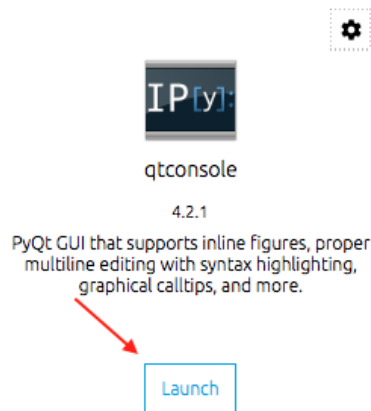 IP[y]:
qtconsole
4.2.1
PyQt GUI that supports inline figures, proper
multiline editing with syntax highlighting,
graphical calltips, and more.
Launch